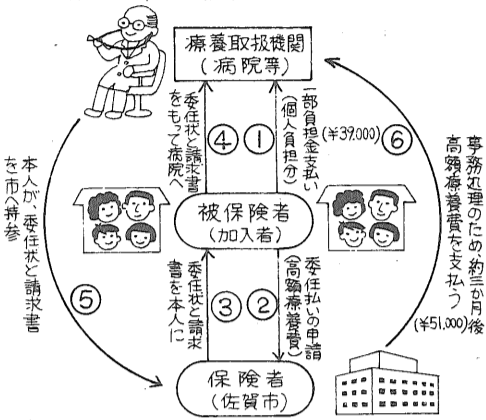 療養取扱機関
(病院等)
委任状と請求書
をもって病院へ
④
①
一部負担金支払い
(個人負担分)
(¥39,000)
⑥
事務処理のため、約三か月後
高額療養費を支払う
(¥51,000)
本人が、委任状と請求書
を市へ持参
⑤
被保険者
(加入者)
委任状と請求
書を本人に
③
②
委任払いの申請
(高額療養費)
保険者
(佐賀市)